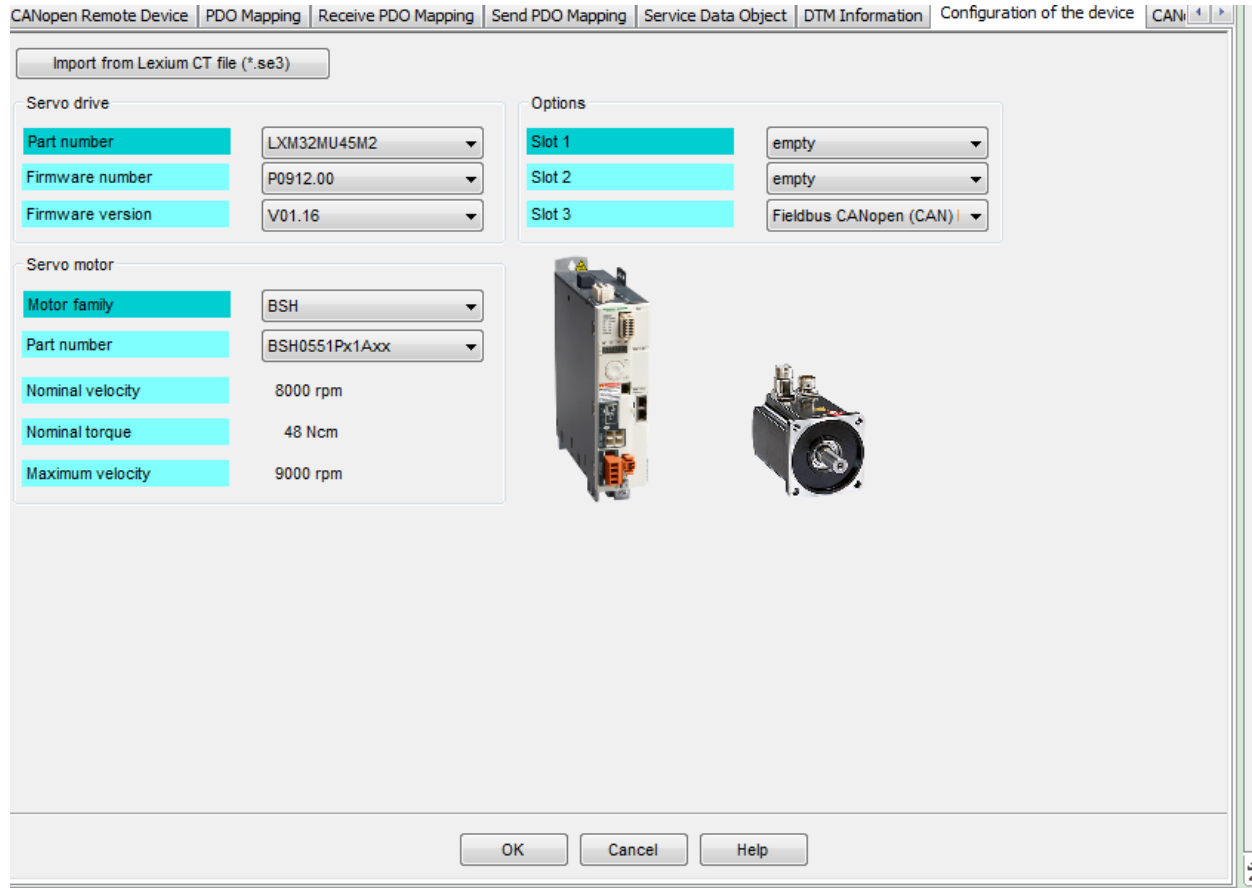 CANopen Remote Device PDO Mapping Receive PDO Mapping Send PDO Mapping Service Data Object DTM Information Configuration of the device
Import from Lexium CT file (*.se3)
Servo drive
Part number LXM32MU45M2
Firmware number P0912.00
Firmware version V01.16
Options
Slot 1 empty
Slot 2 empty
Slot 3 Fieldbus CANopen (CAN)
Servo motor
Motor family BSH
Part number BSH0551Px1Axx
Nominal velocity 8000 rpm
Nominal torque 48 Ncm
Maximum velocity 9000 rpm
OK Cancel Help